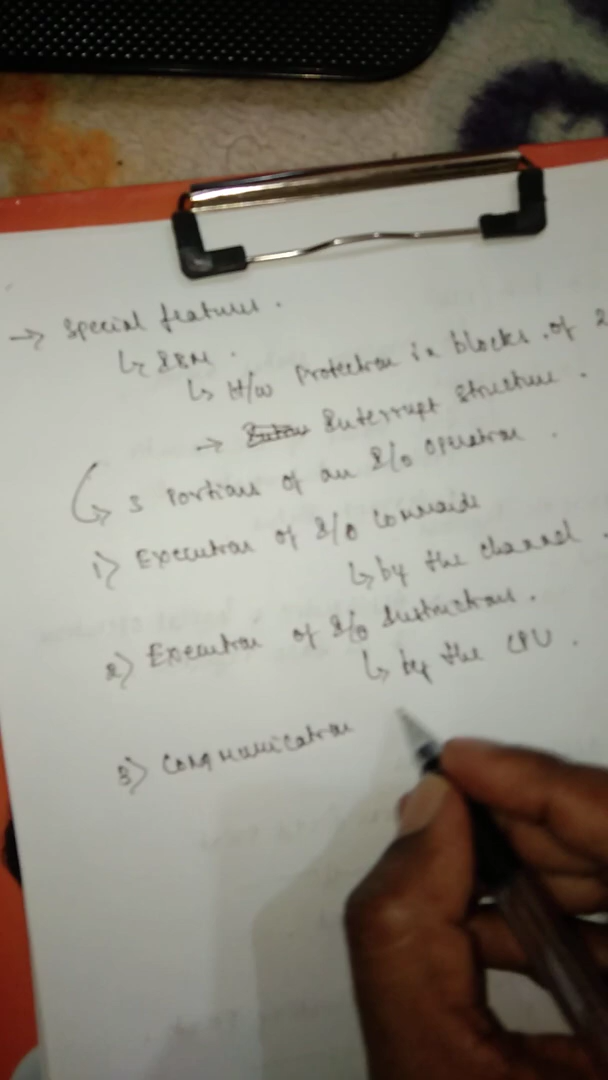 → Special features.
↳ IBM.
↳ H/W Protection in blocks of 2
→ Interrupt Structure.
3 Portions of an I/O Operation.
1) Execution of I/O Commands
↳ by the channel.
2) Execution of I/O Instructions.
↳ by the CPU.
3) Communication